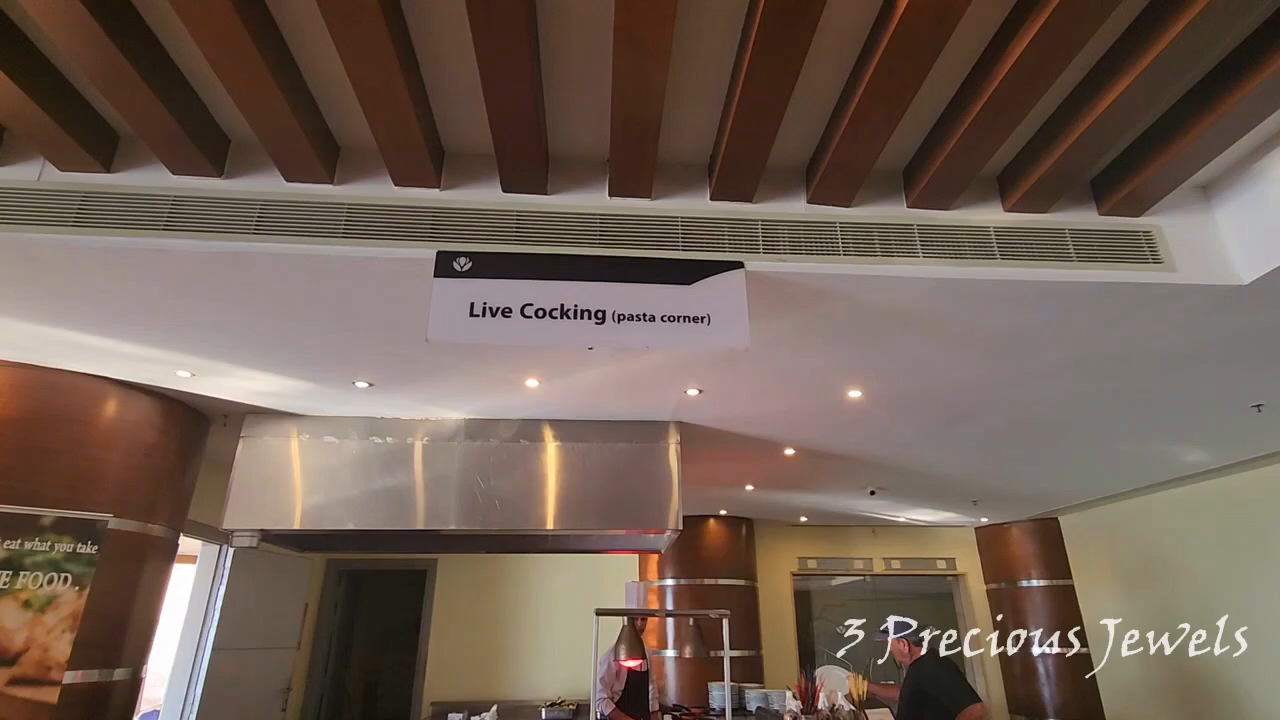 Live Cocking (pasta corner)
eat what you take
E FOOD.
3 Precious Jewels